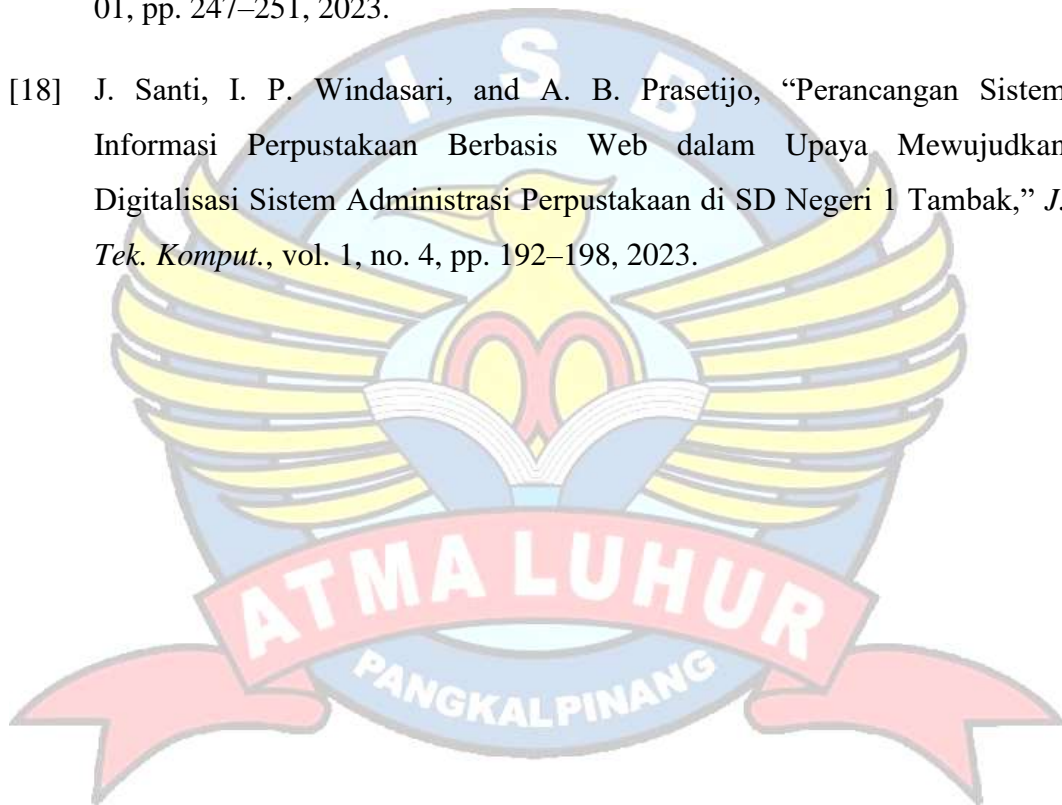 01, pp. 247–251, 2023.
[18] J. Santi, I. P. Windasari, and A. B. Prasetijo, “Perancangan Sistem
Informasi Perpustakaan Berbasis Web dalam Upaya Mewujudkan
Digitalisasi Sistem Administrasi Perpustakaan di SD Negeri 1 Tambak,” J.
Tek. Komput., vol. 1, no. 4, pp. 192–198, 2023.
I S B
ATMA LUHUR
PANGKALPINANG